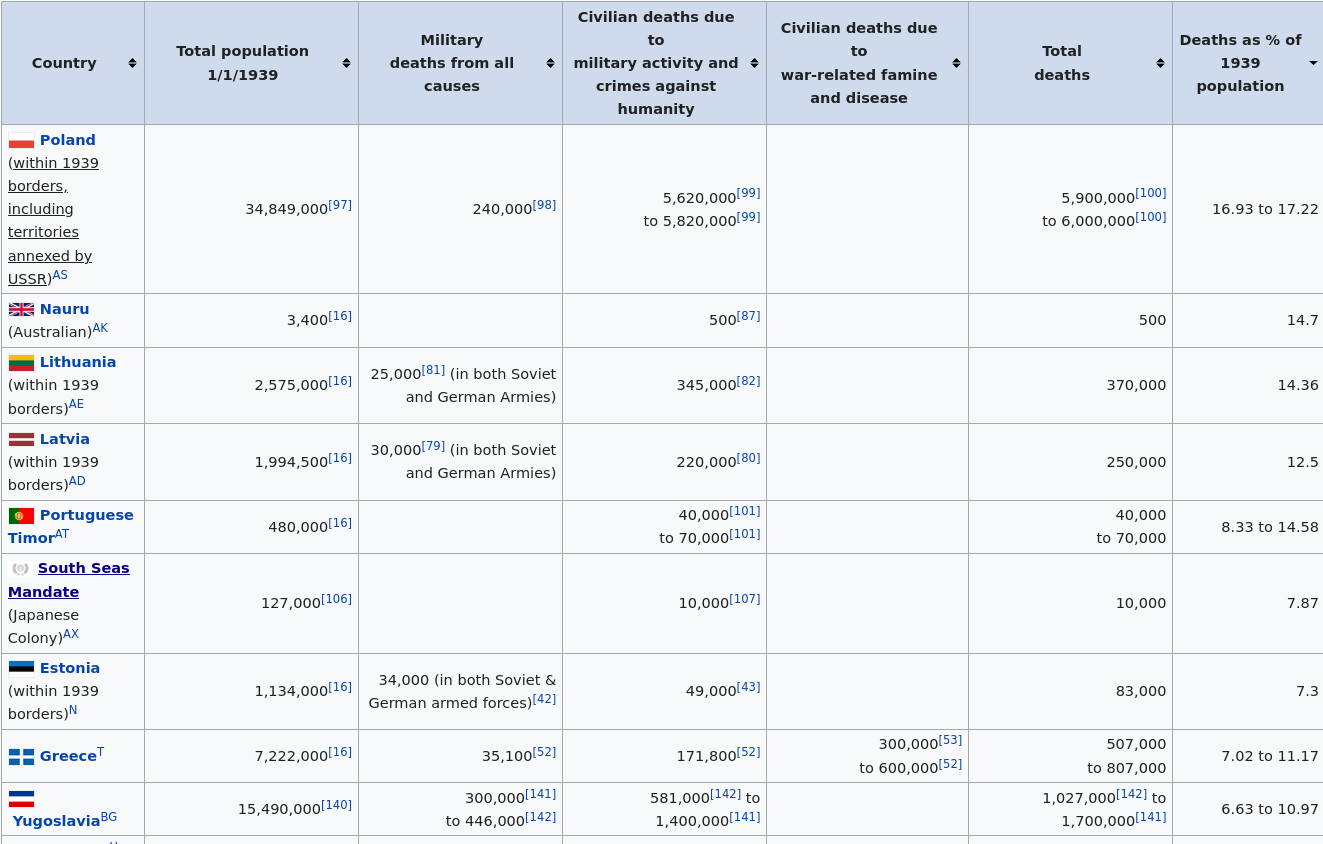 Country
Total population
1/1/1939
Military
deaths from all
causes
Civilian deaths due
to
military activity and
crimes against
humanity
Civilian deaths due
to
war-related famine
and disease
Total
deaths
Deaths as % of
1939
population
Poland
(within 1939
borders,
including
territories
annexed by
USSR)AS
34,849,000[97]
240,000[98]
5,620,000[99]
to 5,820,000[99]
5,900,000[100]
to 6,000,000[100]
16.93 to 17.22
Nauru
(Australian)AK
3,400[16]
500[87]
500
14.7
Lithuania
(within 1939
borders)AE
2,575,000[16]
25,000[81] (in both Soviet
and German Armies)
345,000[82]
370,000
14.36
Latvia
(within 1939
borders)AD
1,994,500[16]
30,000[79] (in both Soviet
and German Armies)
220,000[80]
250,000
12.5
Portuguese
TimorAT
480,000[16]
40,000[101]
to 70,000[101]
40,000
to 70,000
8.33 to 14.58
South Seas
Mandate
(Japanese
Colony)AX
127,000[106]
10,000[107]
10,000
7.87
Estonia
(within 1939
borders)N
1,134,000[16]
34,000 (in both Soviet &
German armed forces)[42]
49,000[43]
83,000
7.3
GreeceT
7,222,000[16]
35,100[52]
171,800[52]
300,000[53]
to 600,000[52]
507,000
to 807,000
7.02 to 11.17
YugoslaviaBG
15,490,000[140]
300,000[141]
to 446,000[142]
581,000[142] to
1,400,000[141]
1,027,000[142] to
1,700,000[141]
6.63 to 10.97